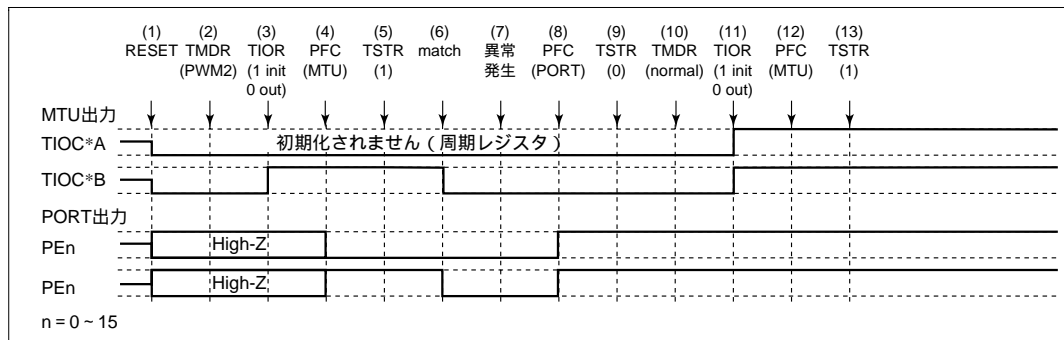 (1) (2) (3) (4) (5) (6) (7) (8) (9) (10) (11) (12) (13)
RESET TMDR TIOR PFC TSTR match 異常 PFC TSTR TMDR TIOR PFC TSTR
(PWM2) (1 init (MTU) (1) 発生 (PORT) (0) (normal) (1 init (MTU) (1)
0 out) 0 out)
MTU出力
TIOC*A 初期化されません（周期レジスタ）
TIOC*B
PORT出力
PEn High-Z
PEn High-Z
n = 0 ~ 15